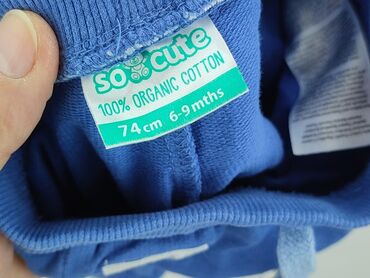 so cute
100% ORGANIC COTTON
74cm 6-9mths